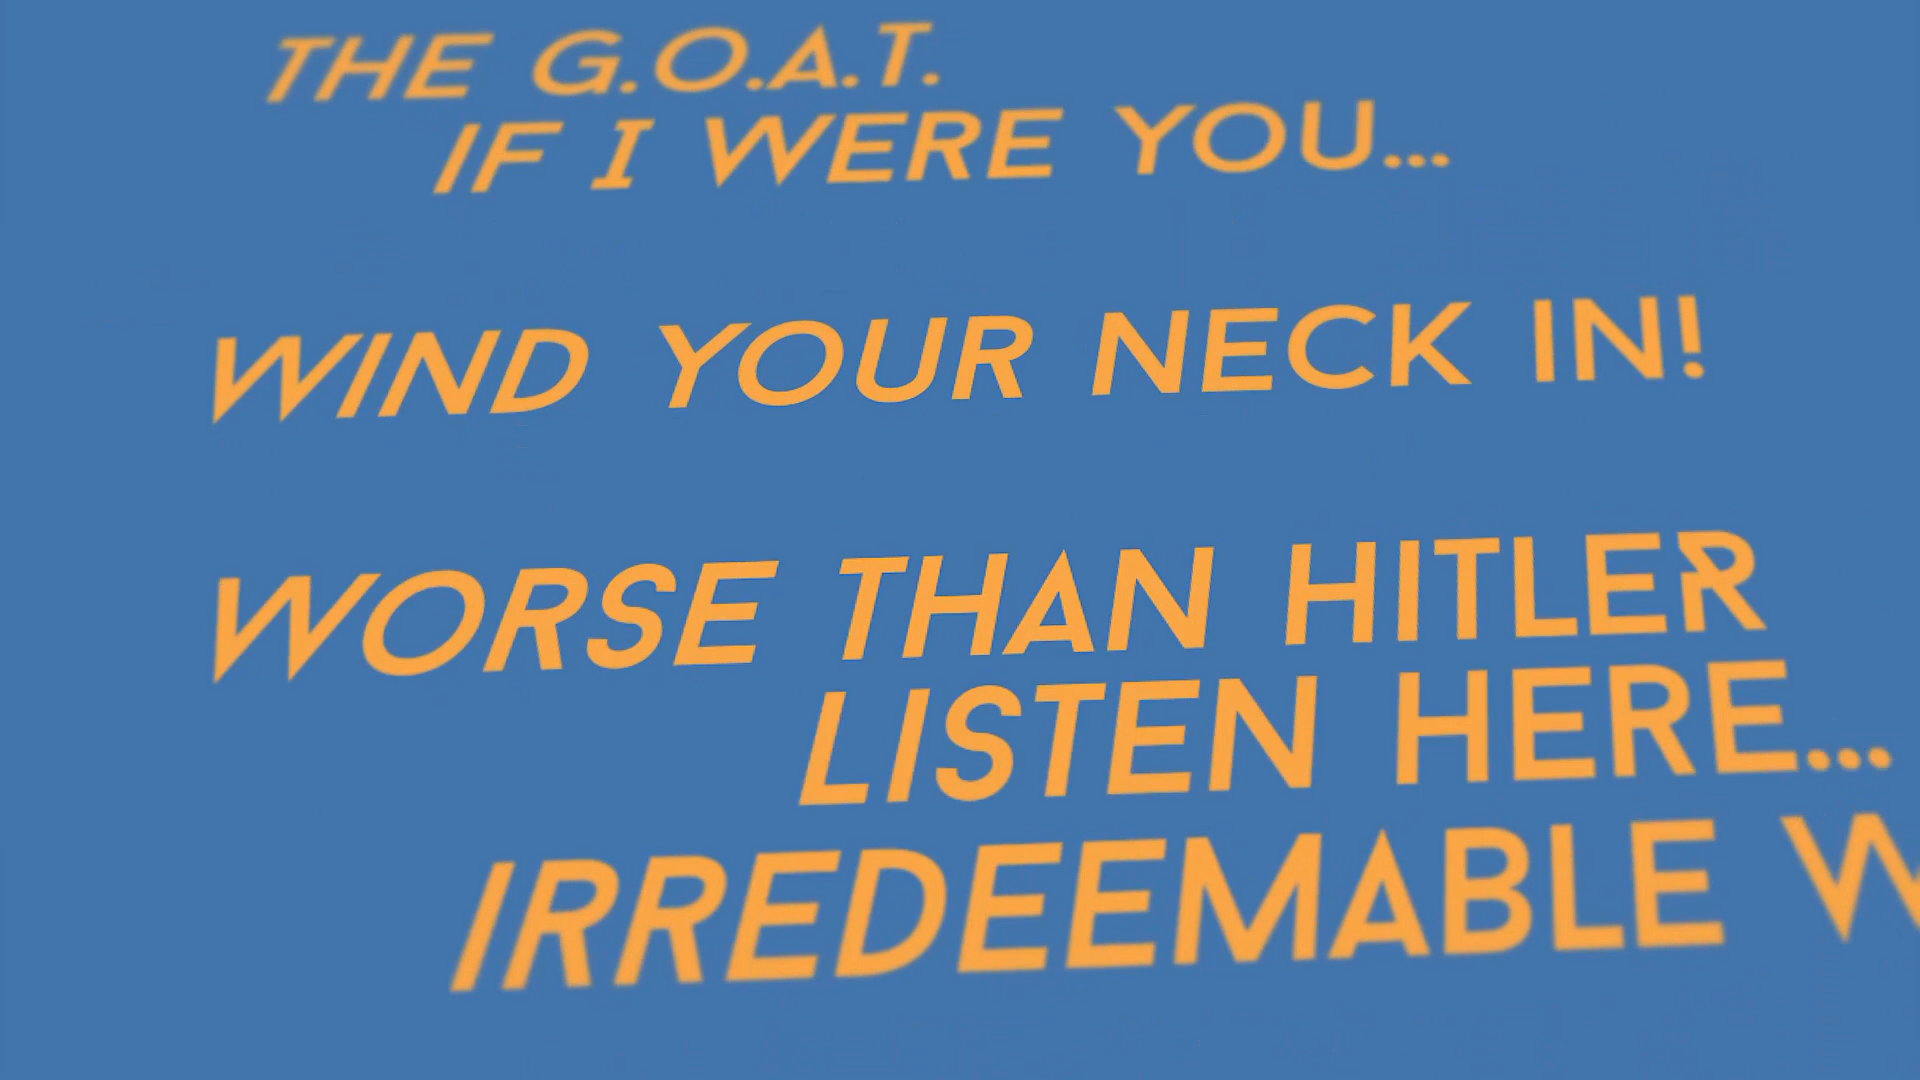 THE G.O.A.T.
IF I WERE YOU...
WIND YOUR NECK IN!
WORSE THAN HITLER
LISTEN HERE...
IRREDEEMABLE